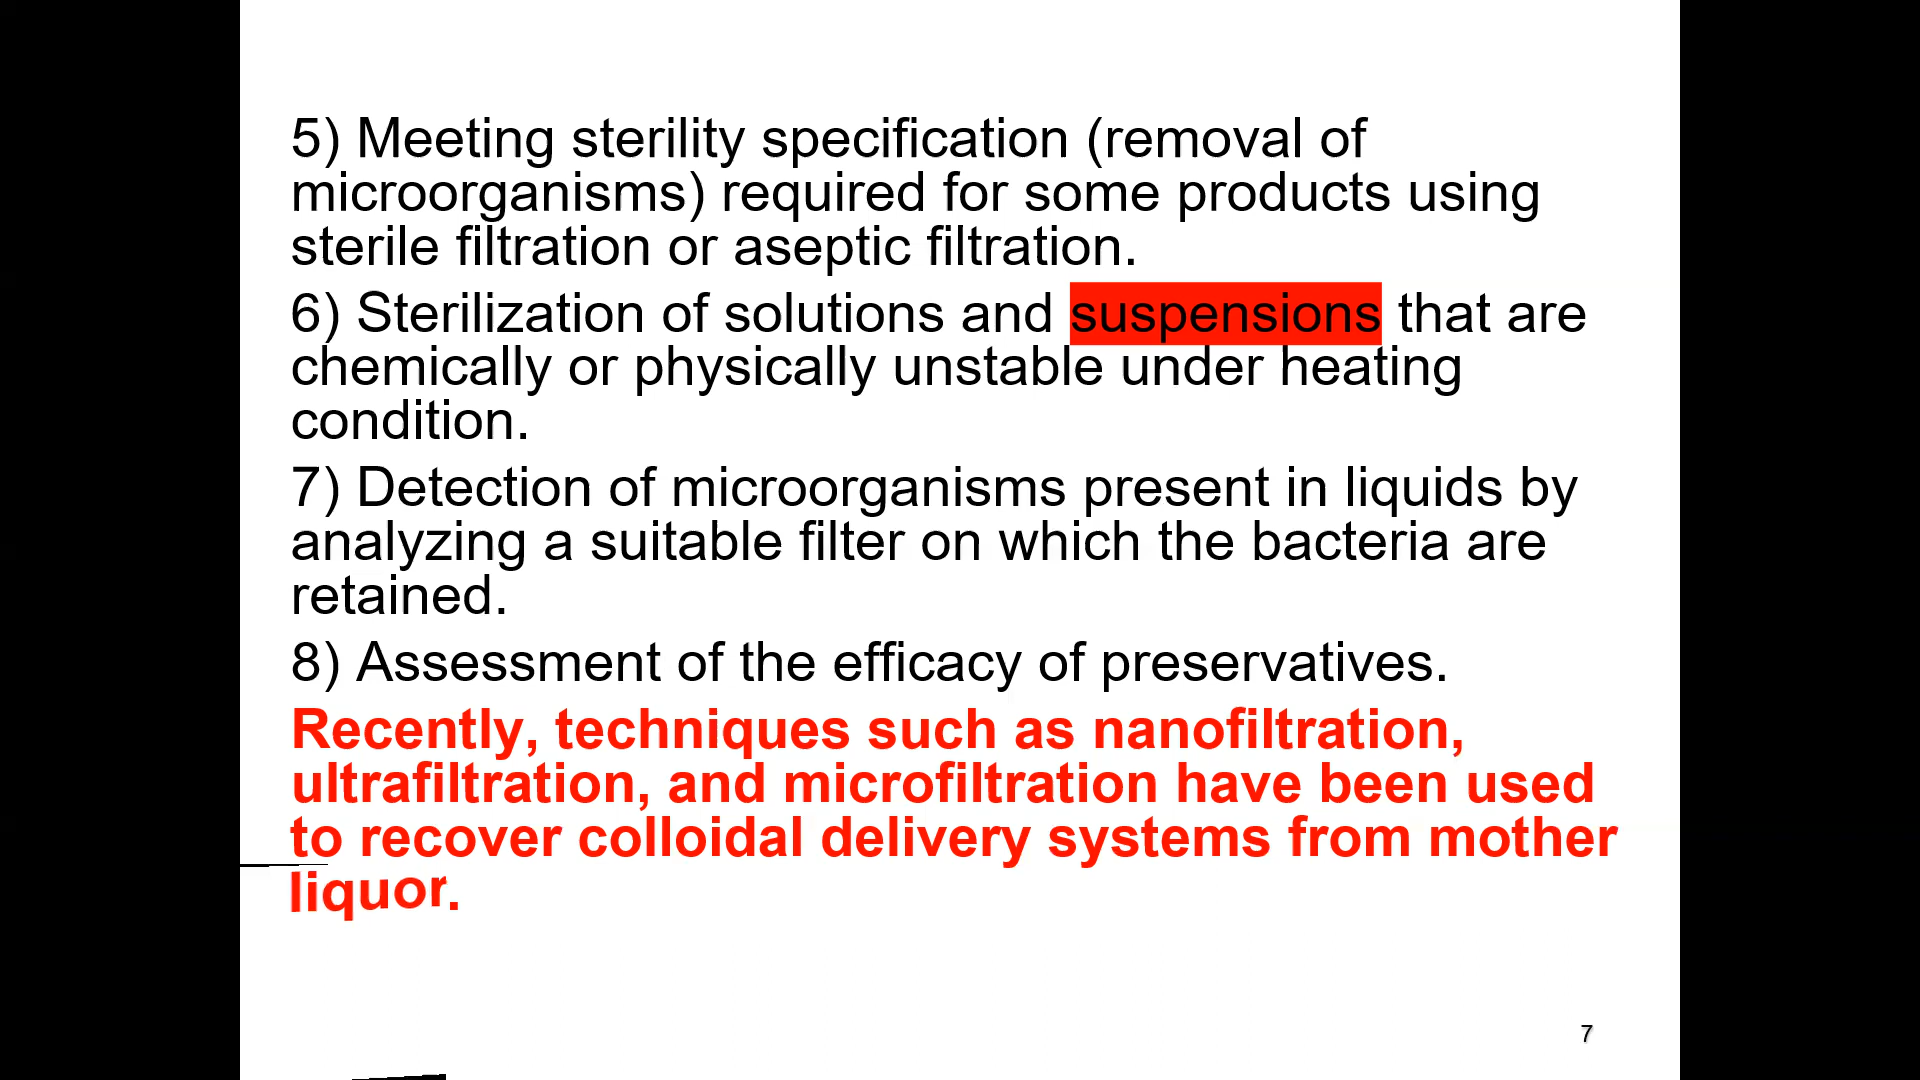 5) Meeting sterility specification (removal of
microorganisms) required for some products using
sterile filtration or aseptic filtration.
6) Sterilization of solutions and suspensions that are
chemically or physically unstable under heating
condition.
7) Detection of microorganisms present in liquids by
analyzing a suitable filter on which the bacteria are
retained.
8) Assessment of the efficacy of preservatives.
Recently, techniques such as nanofiltration,
ultrafiltration, and microfiltration have been used
to recover colloidal delivery systems from mother
liquor.
7